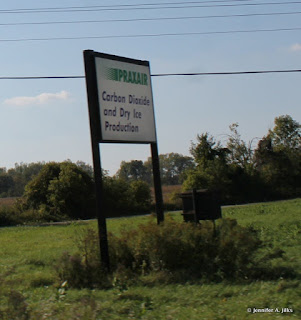 PRAXAIR
Carbon Dioxide
and Dry Ice
Production
© Jennifer A. Jilks